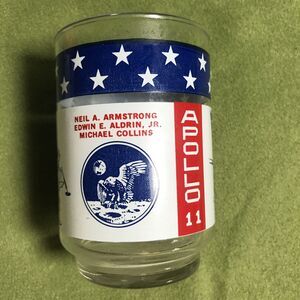 NEIL A. ARMSTRONG
EDWIN E. ALDRIN, JR.
MICHAEL COLLINS
APOLLO
11